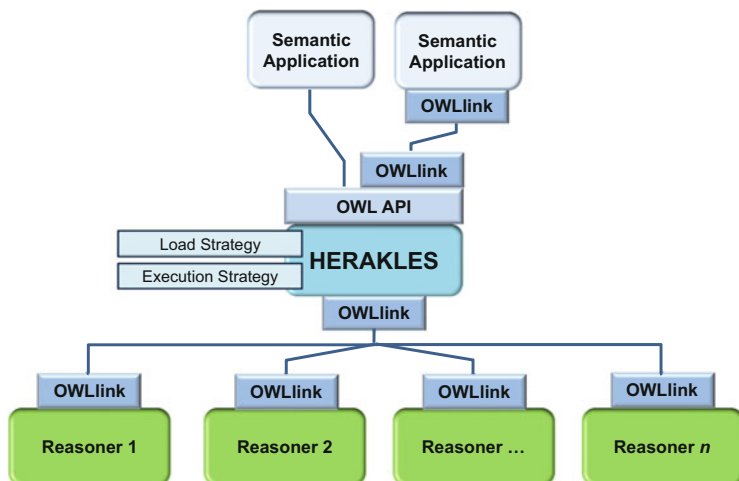 Semantic
Application
Semantic
Application
OWLlink
OWLlink
OWL API
Load Strategy
HERAKLES
Execution Strategy
OWLlink
OWLlink
OWLlink
OWLlink
OWLlink
Reasoner 1
Reasoner 2
Reasoner ...
Reasoner n